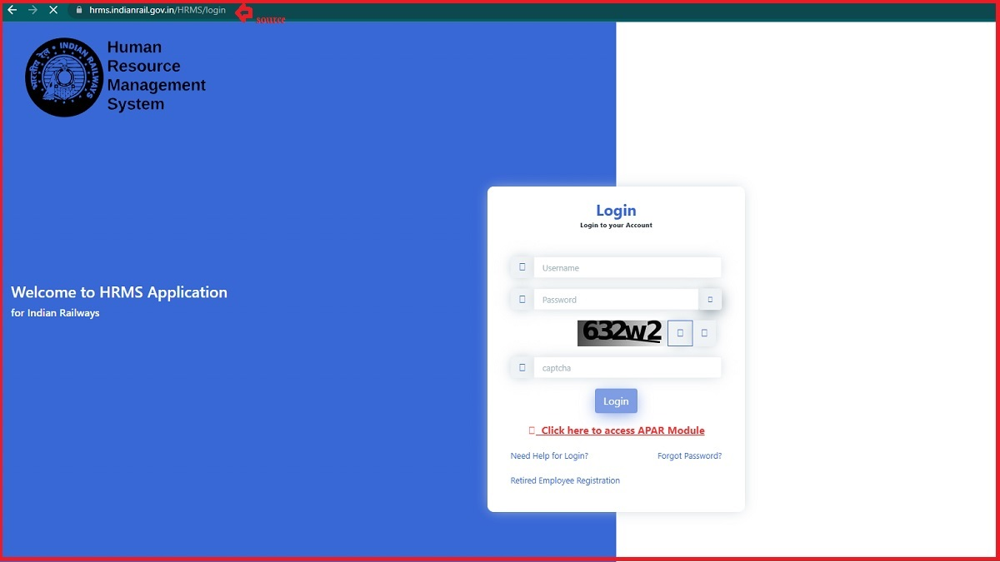 hrms.indianrail.gov.in/HRMS/login
source
INDIAN RAILWAYS
भारतीय रेल
Human
Resource
Management
System
Login
Login to your Account
Username
Password
632w2
captcha
Login
Click here to access APAR Module
Need Help for Login? Forgot Password?
Retired Employee Registration
Welcome to HRMS Application
for Indian Railways